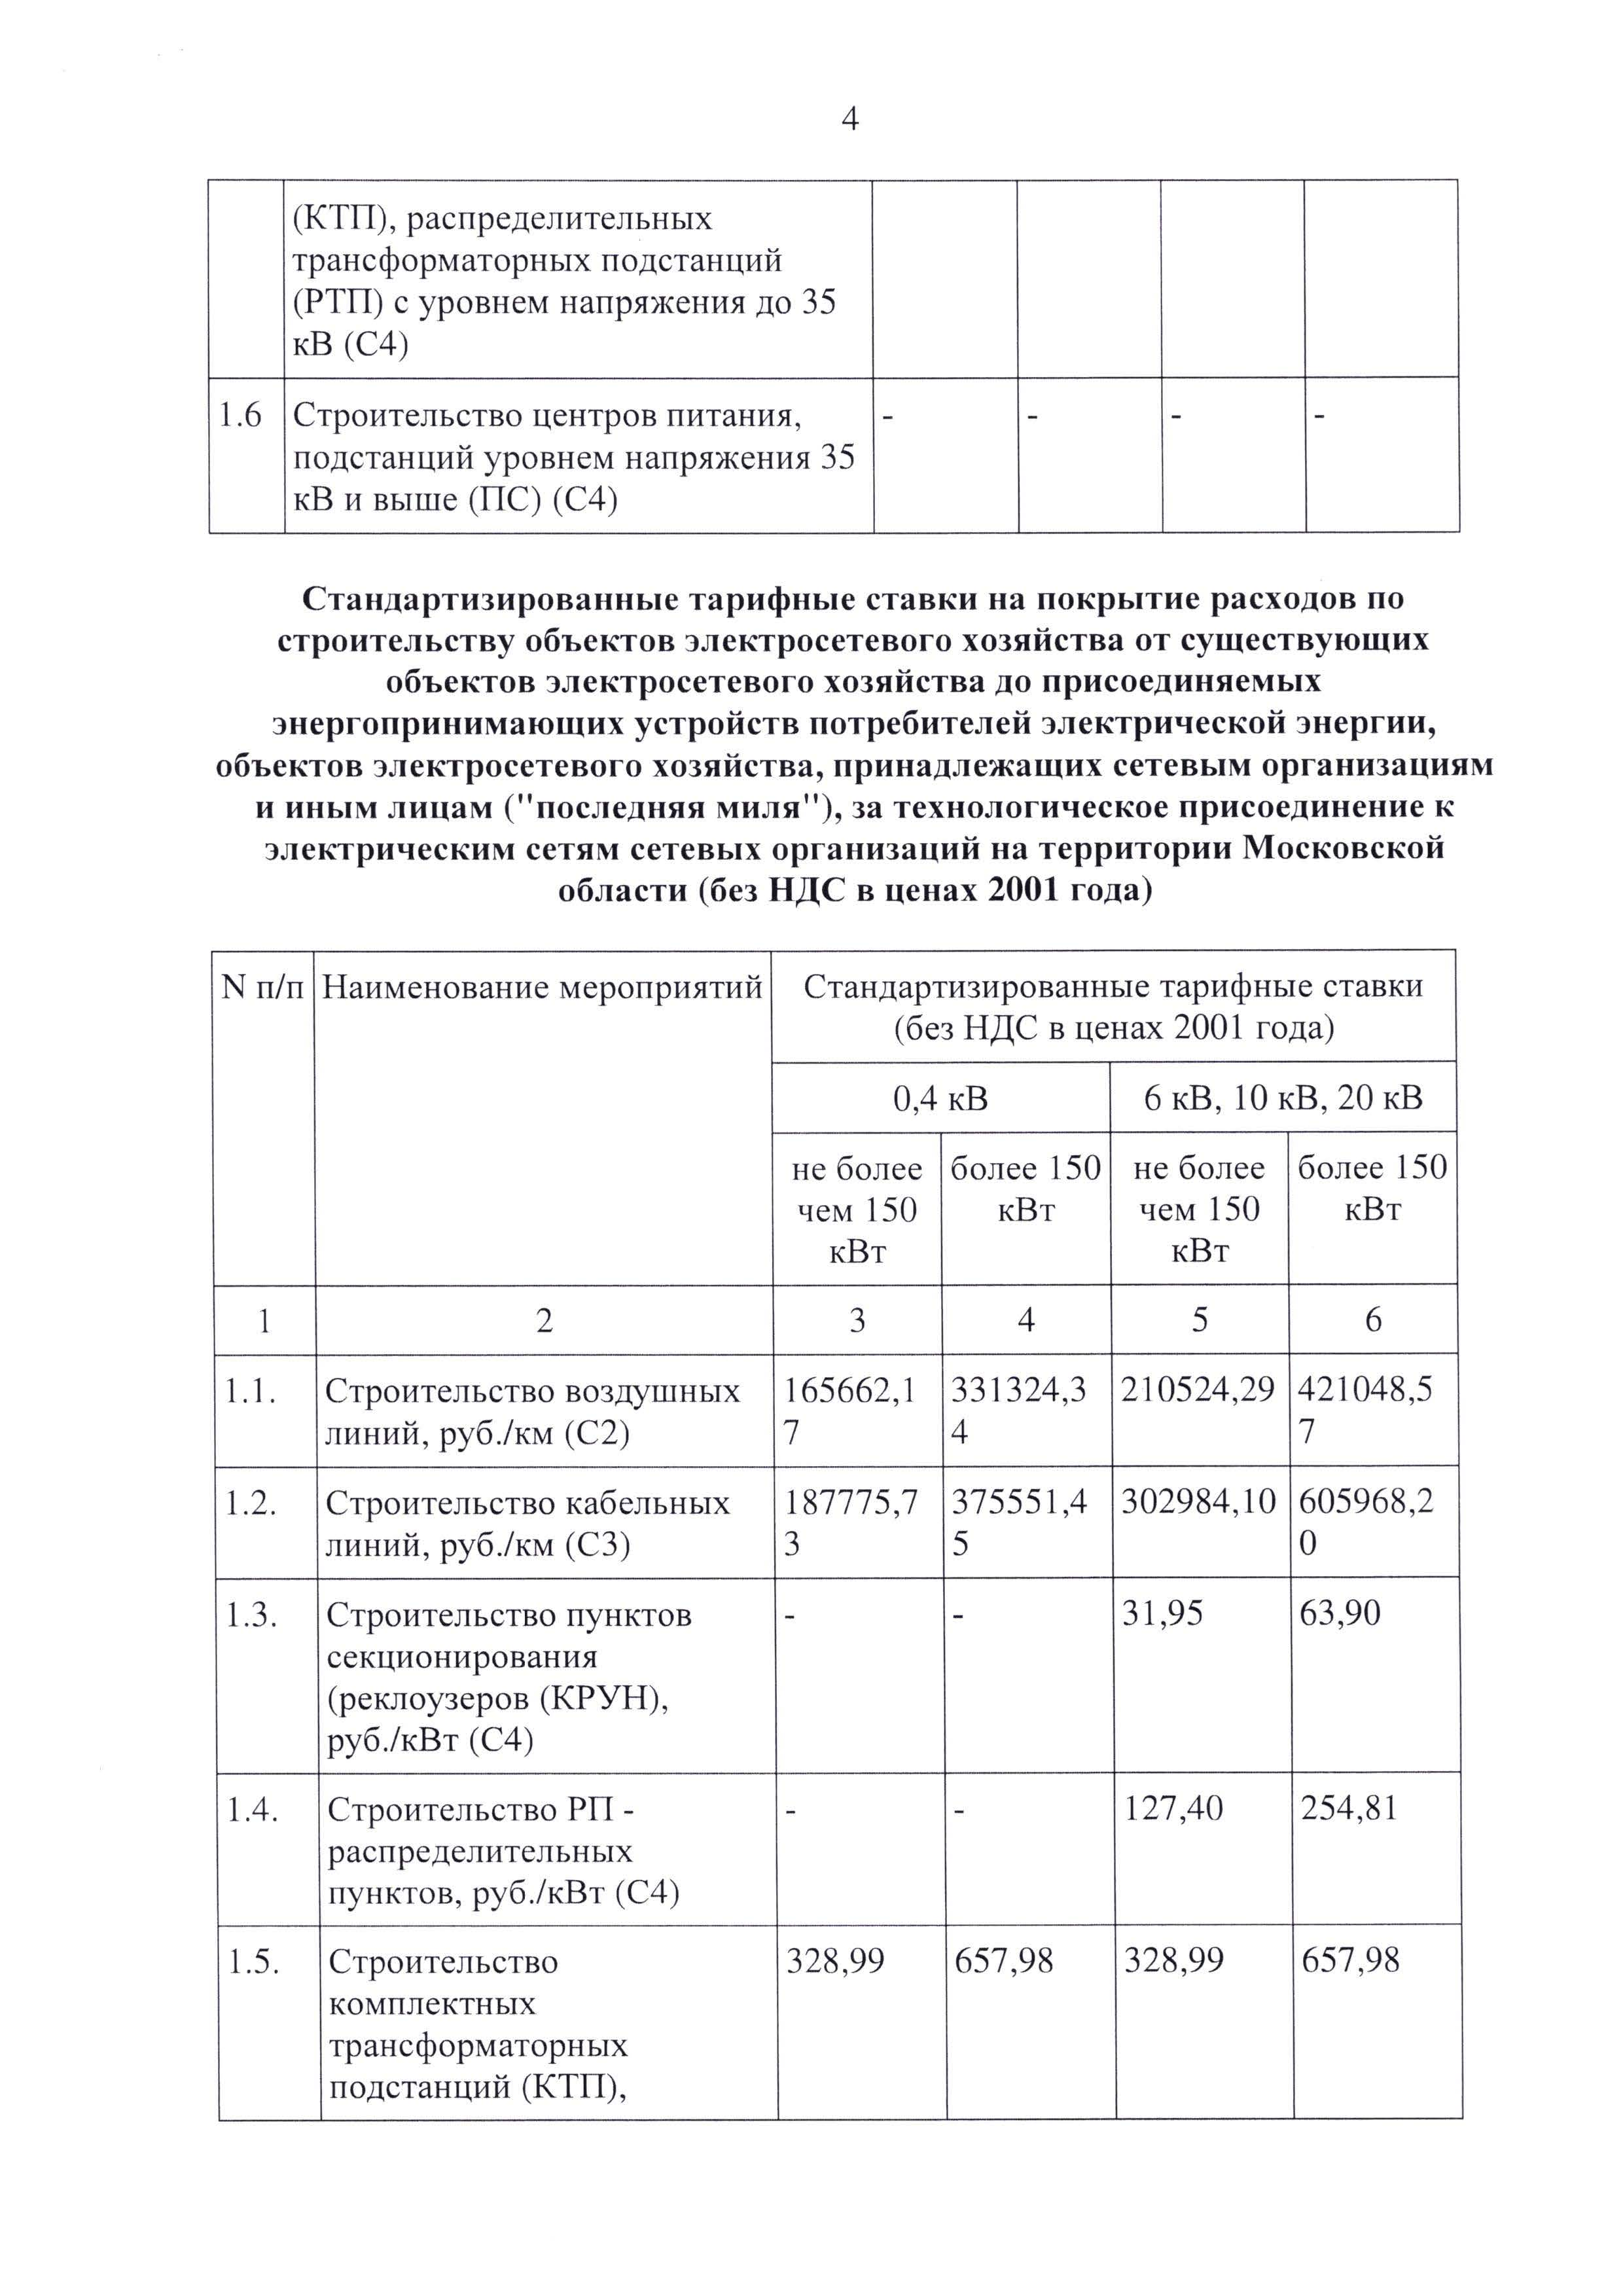 4
(КТП), распределительных
трансформаторных подстанций
(РТП) с уровнем напряжения до 35
кВ (С4)
1.6 Строительство центров питания, - - - -
подстанций уровнем напряжения 35
кВ и выше (ПС) (С4)
Стандартизированные тарифные ставки на покрытие расходов по
строительству объектов электросетевого хозяйства от существующих
объектов электросетевого хозяйства до присоединяемых
энергопринимающих устройств потребителей электрической энергии,
объектов электросетевого хозяйства, принадлежащих сетевым организациям
и иным лицам ("последняя миля"), за технологическое присоединение к
электрическим сетям сетевых организаций на территории Московской
области (без НДС в ценах 2001 года)
N п/п Наименование мероприятий Стандартизированные тарифные ставки
(без НДС в ценах 2001 года)
0,4 кВ 6 кВ, 10 кВ, 20 кВ
не более более 150 не более более 150
чем 150 кВт чем 150 кВт
кВт кВт
1 2 3 4 5 6
1.1. Строительство воздушных 165662,1 331324,3 210524,29 421048,5
линий, руб./км (С2) 7 4 7
1.2. Строительство кабельных 187775,7 375551,4 302984,10 605968,2
линий, руб./км (С3) 3 5 0
1.3. Строительство пунктов - - 31,95 63,90
секционирования
(реклоузеров (КРУН),
руб./кВт (С4)
1.4. Строительство РП - - - 127,40 254,81
распределительных
пунктов, руб./кВт (С4)
1.5. Строительство 328,99 657,98 328,99 657,98
комплектных
трансформаторных
подстанций (КТП),